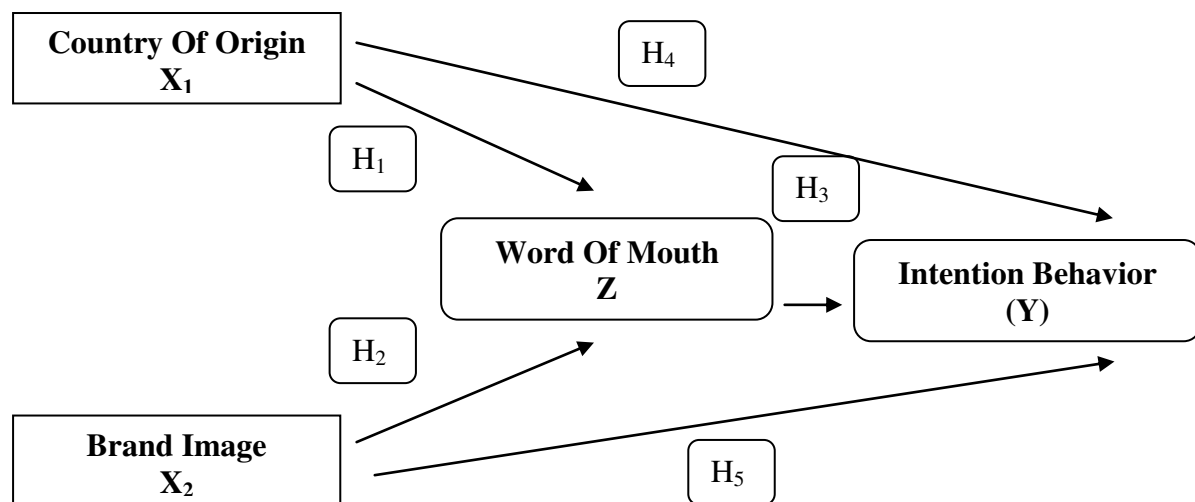 Country Of Origin
X₁
H₄
H₁
H₃
Word Of Mouth
Z
Intention Behavior
(Y)
H₂
Brand Image
X₂
H₅